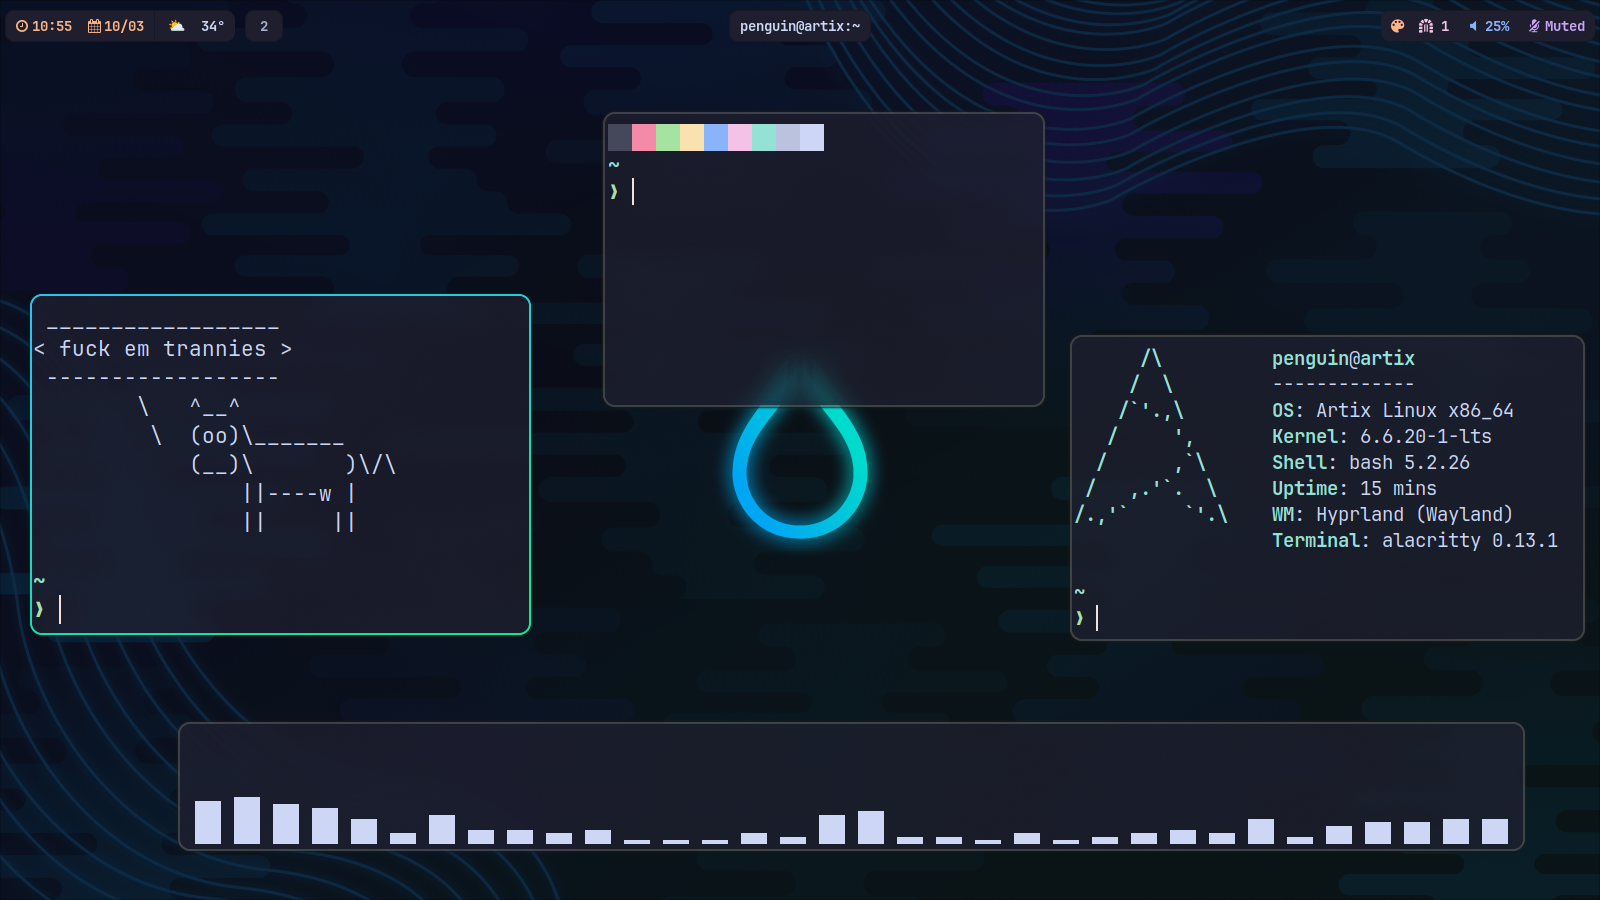 10:55 10/03 34° 2
penguin@artix:~
1 25% Muted
~
❯
__________________
< fuck em trannies >
------------------
        \   ^__^
         \  (oo)\_______
            (__)\       )\/\
                ||----w |
                ||     ||
~
❯
penguin@artix
-------------
OS: Artix Linux x86_64
Kernel: 6.6.20-1-lts
Shell: bash 5.2.26
Uptime: 15 mins
WM: Hyprland (Wayland)
Terminal: alacritty 0.13.1
~
❯